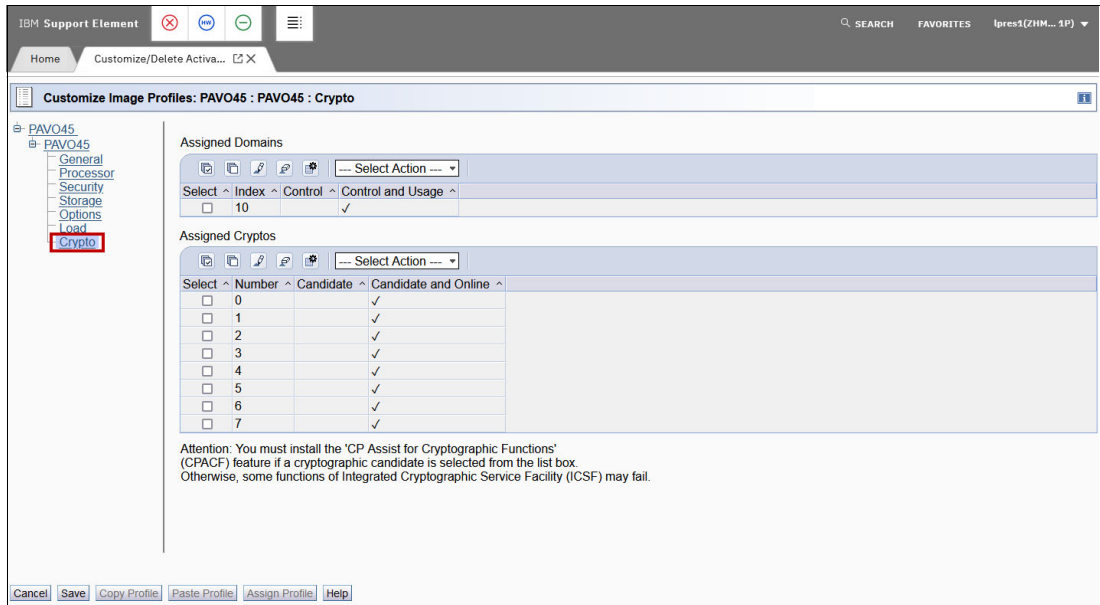 IBM Support Element
HW
SEARCH FAVORITES lpres1(ZHM... 1P)
Home Customize/Delete Activa...
Customize Image Profiles: PAVO45 : PAVO45 : Crypto
PAVO45
PAVO45
General
Processor
Security
Storage
Options
Load
Crypto
Assigned Domains
--- Select Action ---
Select Index Control Control and Usage
10 ✓
Assigned Cryptos
--- Select Action ---
Select Number Candidate Candidate and Online
0 ✓
1 ✓
2 ✓
3 ✓
4 ✓
5 ✓
6 ✓
7 ✓
Attention: You must install the 'CP Assist for Cryptographic Functions'
(CPACF) feature if a cryptographic candidate is selected from the list box.
Otherwise, some functions of Integrated Cryptographic Service Facility (ICSF) may fail.
Cancel Save Copy Profile Paste Profile Assign Profile Help